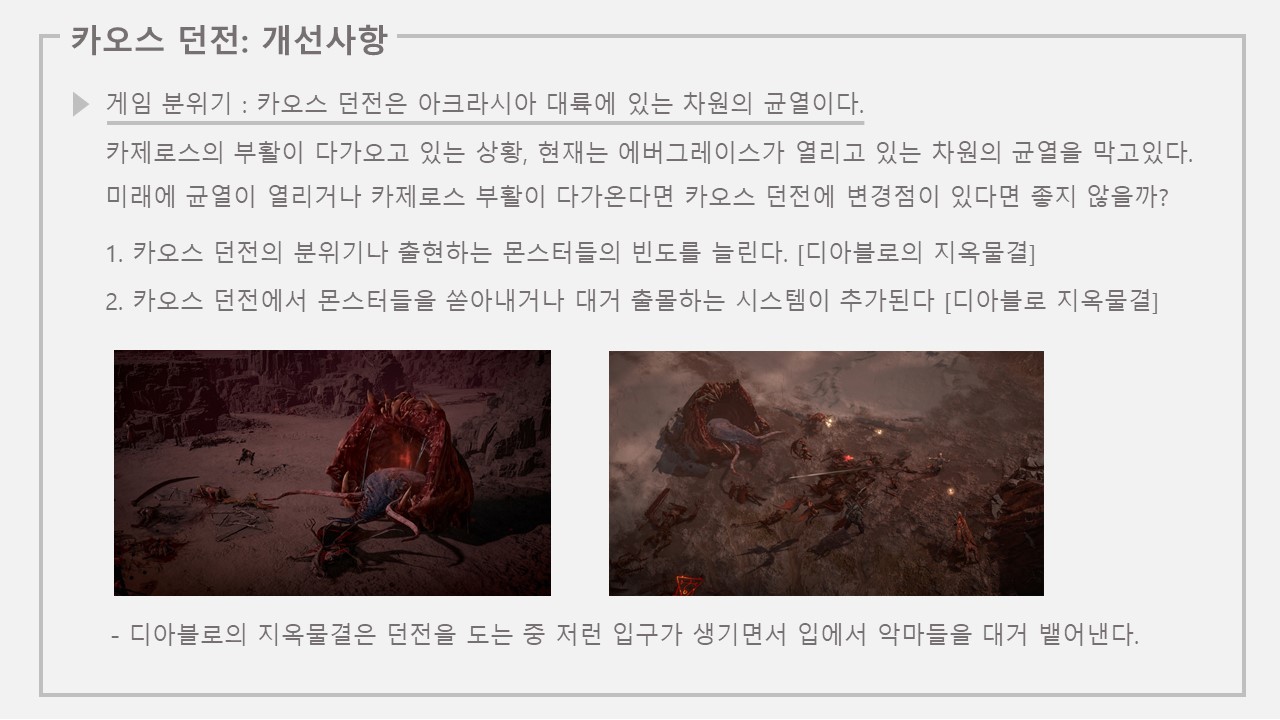 카오스 던전: 개선사항
게임 분위기 : 카오스 던전은 아크라시아 대륙에 있는 차원의 균열이다.
카제로스의 부활이 다가오고 있는 상황, 현재는 에버그레이스가 열리고 있는 차원의 균열을 막고있다.
미래에 균열이 열리거나 카제로스 부활이 다가온다면 카오스 던전에 변경점이 있다면 좋지 않을까?
1. 카오스 던전의 분위기나 출현하는 몬스터들의 빈도를 늘린다. [디아블로의 지옥물결]
2. 카오스 던전에서 몬스터들을 쏟아내거나 대거 출몰하는 시스템이 추가된다 [디아블로 지옥물결]
- 디아블로의 지옥물결은 던전을 도는 중 저런 입구가 생기면서 입에서 악마들을 대거 뱉어낸다.